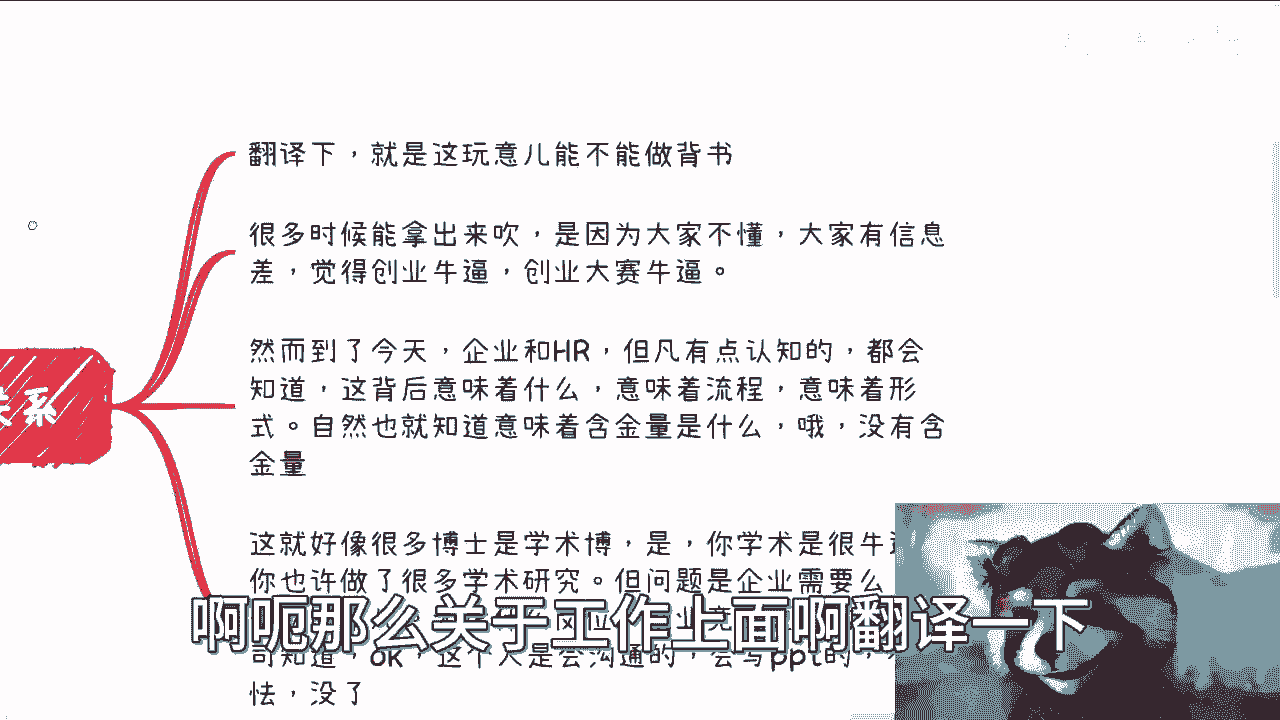 翻译下，就是这玩意儿能不能做背书
很多时候能拿出来吹，是因为大家不懂，大家有信息
差，觉得创业牛逼，创业大赛牛逼。
然而到了今天，企业和HR，但凡有点认知的，都会
知道，这背后意味着什么，意味着流程，意味着形
式。自然也就知道意味着含金量是什么，哦，没有含
金量
系
这就好像很多博士是学术博，是，你学术是很牛
你也许做了很多学术研究。但问题是企业需要么
啊呃那么关于工作上面啊翻译一下
司知道，ok，这个人是会沟通的，会写ppt的，
怯，没了